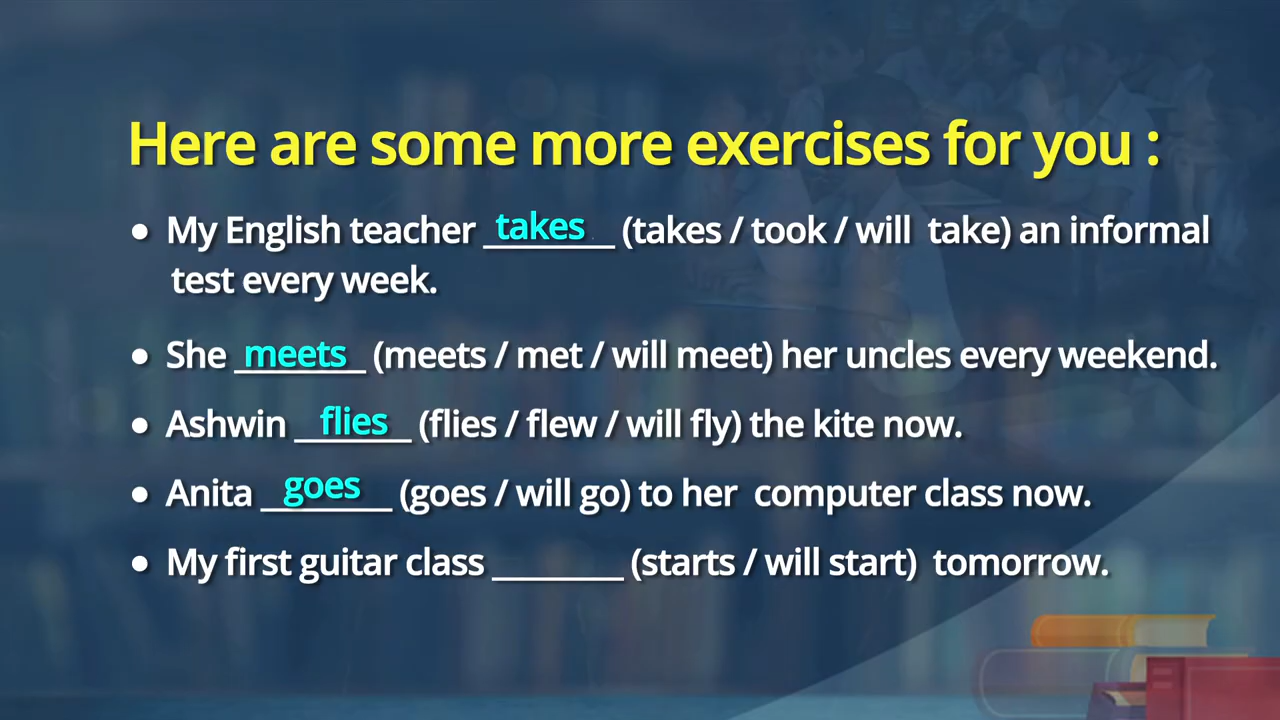 Here are some more exercises for you :
● My English teacher takes (takes / took / will take) an informal
test every week.
● She meets (meets / met / will meet) her uncles every weekend.
● Ashwin flies (flies / flew / will fly) the kite now.
● Anita goes (goes / will go) to her computer class now.
● My first guitar class ________ (starts / will start) tomorrow.